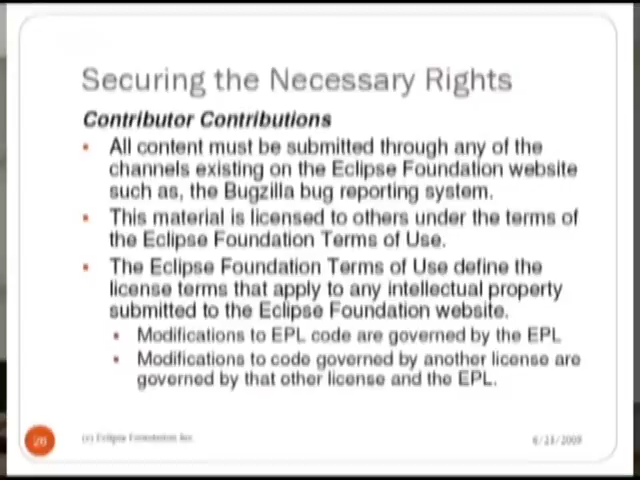 Securing the Necessary Rights
Contributor Contributions
• All content must be submitted through any of the
channels existing on the Eclipse Foundation website
such as, the Bugzilla bug reporting system.
• This material is licensed to others under the terms of
the Eclipse Foundation Terms of Use.
• The Eclipse Foundation Terms of Use define the
license terms that apply to any intellectual property
submitted to the Eclipse Foundation website.
• Modifications to EPL code are governed by the EPL
• Modifications to code governed by another license are
governed by that other license and the EPL.
26
(c) Eclipse Foundation Inc.